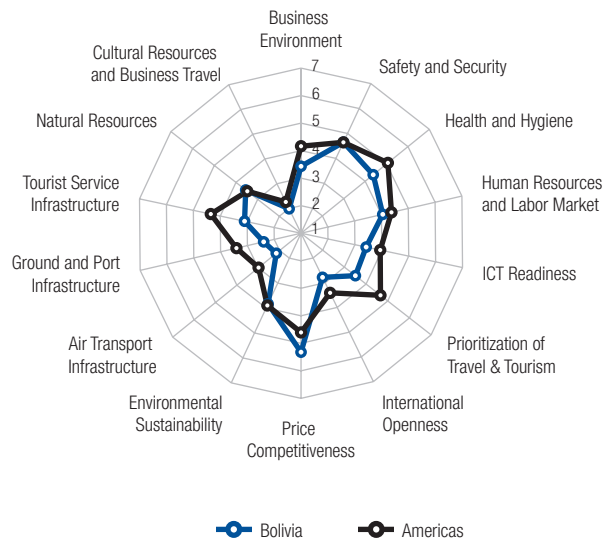 Business
Environment
Cultural Resources
and Business Travel
Safety and Security
Natural Resources
Health and Hygiene
Tourist Service
Infrastructure
Human Resources
and Labor Market
Ground and Port
Infrastructure
ICT Readiness
Air Transport
Infrastructure
Prioritization of
Travel & Tourism
Environmental
Sustainability
International
Openness
Price
Competitiveness
7
6
5
4
3
2
1
Bolivia
Americas